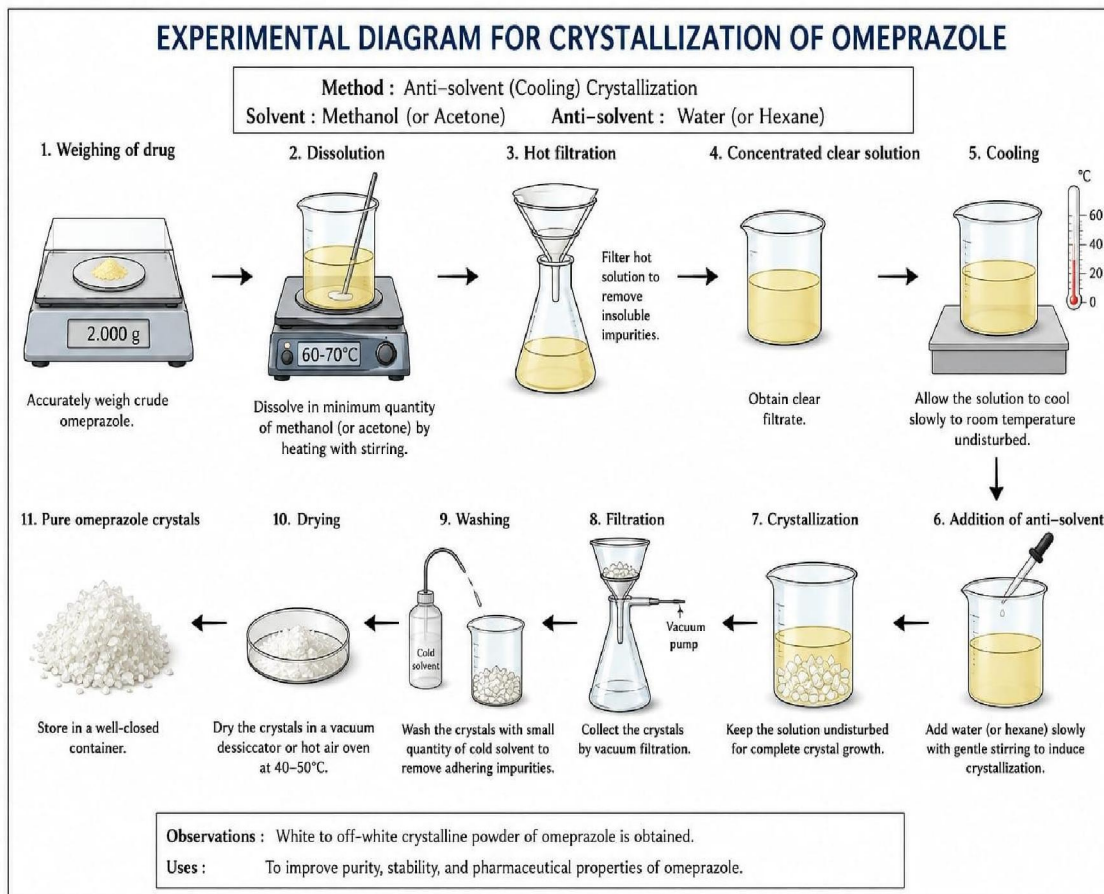 EXPERIMENTAL DIAGRAM FOR CRYSTALLIZATION OF OMEPRAZOLE
Method : Anti-solvent (Cooling) Crystallization
Solvent : Methanol (or Acetone) Anti-solvent : Water (or Hexane)
1. Weighing of drug
2.000 g
Accurately weigh crude
omeprazole.
2. Dissolution
60-70°C
Dissolve in minimum quantity
of methanol (or acetone) by
heating with stirring.
3. Hot filtration
Filter hot
solution to
remove
insoluble
impurities.
4. Concentrated clear solution
Obtain clear
filtrate.
5. Cooling
°C
60
40
20
0
Allow the solution to cool
slowly to room temperature
undisturbed.
6. Addition of anti-solvent
Add water (or hexane) slowly
with gentle stirring to induce
crystallization.
7. Crystallization
Keep the solution undisturbed
for complete crystal growth.
8. Filtration
Vacuum
pump
Collect the crystals
by vacuum filtration.
9. Washing
Cold
solvent
Wash the crystals with small
quantity of cold solvent to
remove adhering impurities.
10. Drying
Dry the crystals in a vacuum
dessiccator or hot air oven
at 40-50°C.
11. Pure omeprazole crystals
Store in a well-closed
container.
Observations : White to off-white crystalline powder of omeprazole is obtained.
Uses : To improve purity, stability, and pharmaceutical properties of omeprazole.